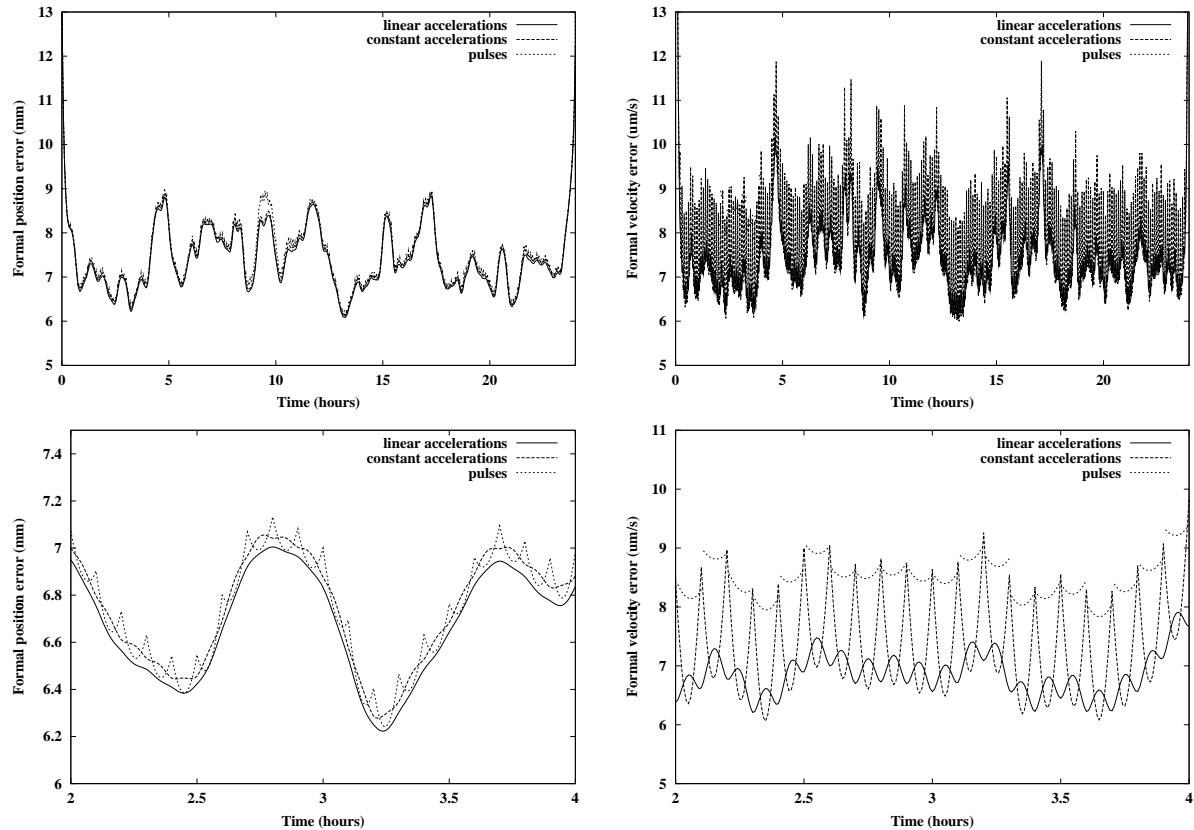 Formal position error (mm)
13
12
11
10
9
8
7
6
5
0
5
10
15
20
Time (hours)
linear accelerations
constant accelerations
pulses
Formal velocity error (um/s)
13
12
11
10
9
8
7
6
5
0
5
10
15
20
Time (hours)
linear accelerations
constant accelerations
pulses
Formal position error (mm)
7.4
7.2
7
6.8
6.6
6.4
6.2
6
2
2.5
3
3.5
4
Time (hours)
linear accelerations
constant accelerations
pulses
Formal velocity error (um/s)
11
10
9
8
7
6
5
2
2.5
3
3.5
4
Time (hours)
linear accelerations
constant accelerations
pulses